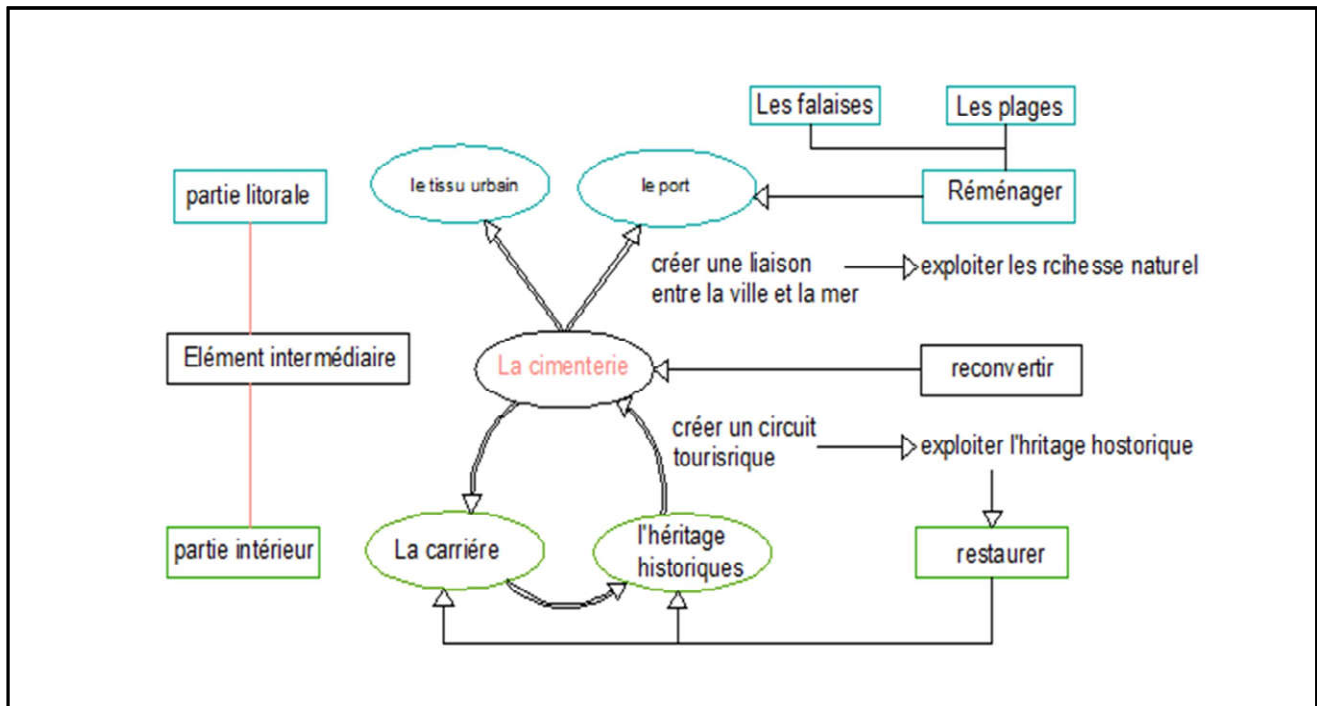 Les falaises
Les plages
partie litorale
le tissu urbain
le port
Réménager
créer une liaison
entre la ville et la mer
exploiter les rcihesse naturel
Elément intermédiaire
La cimenterie
reconvertir
créer un circuit
tourisrique
exploiter l'hritage hostorique
partie intérieur
La carriére
l'héritage
historiques
restaurer